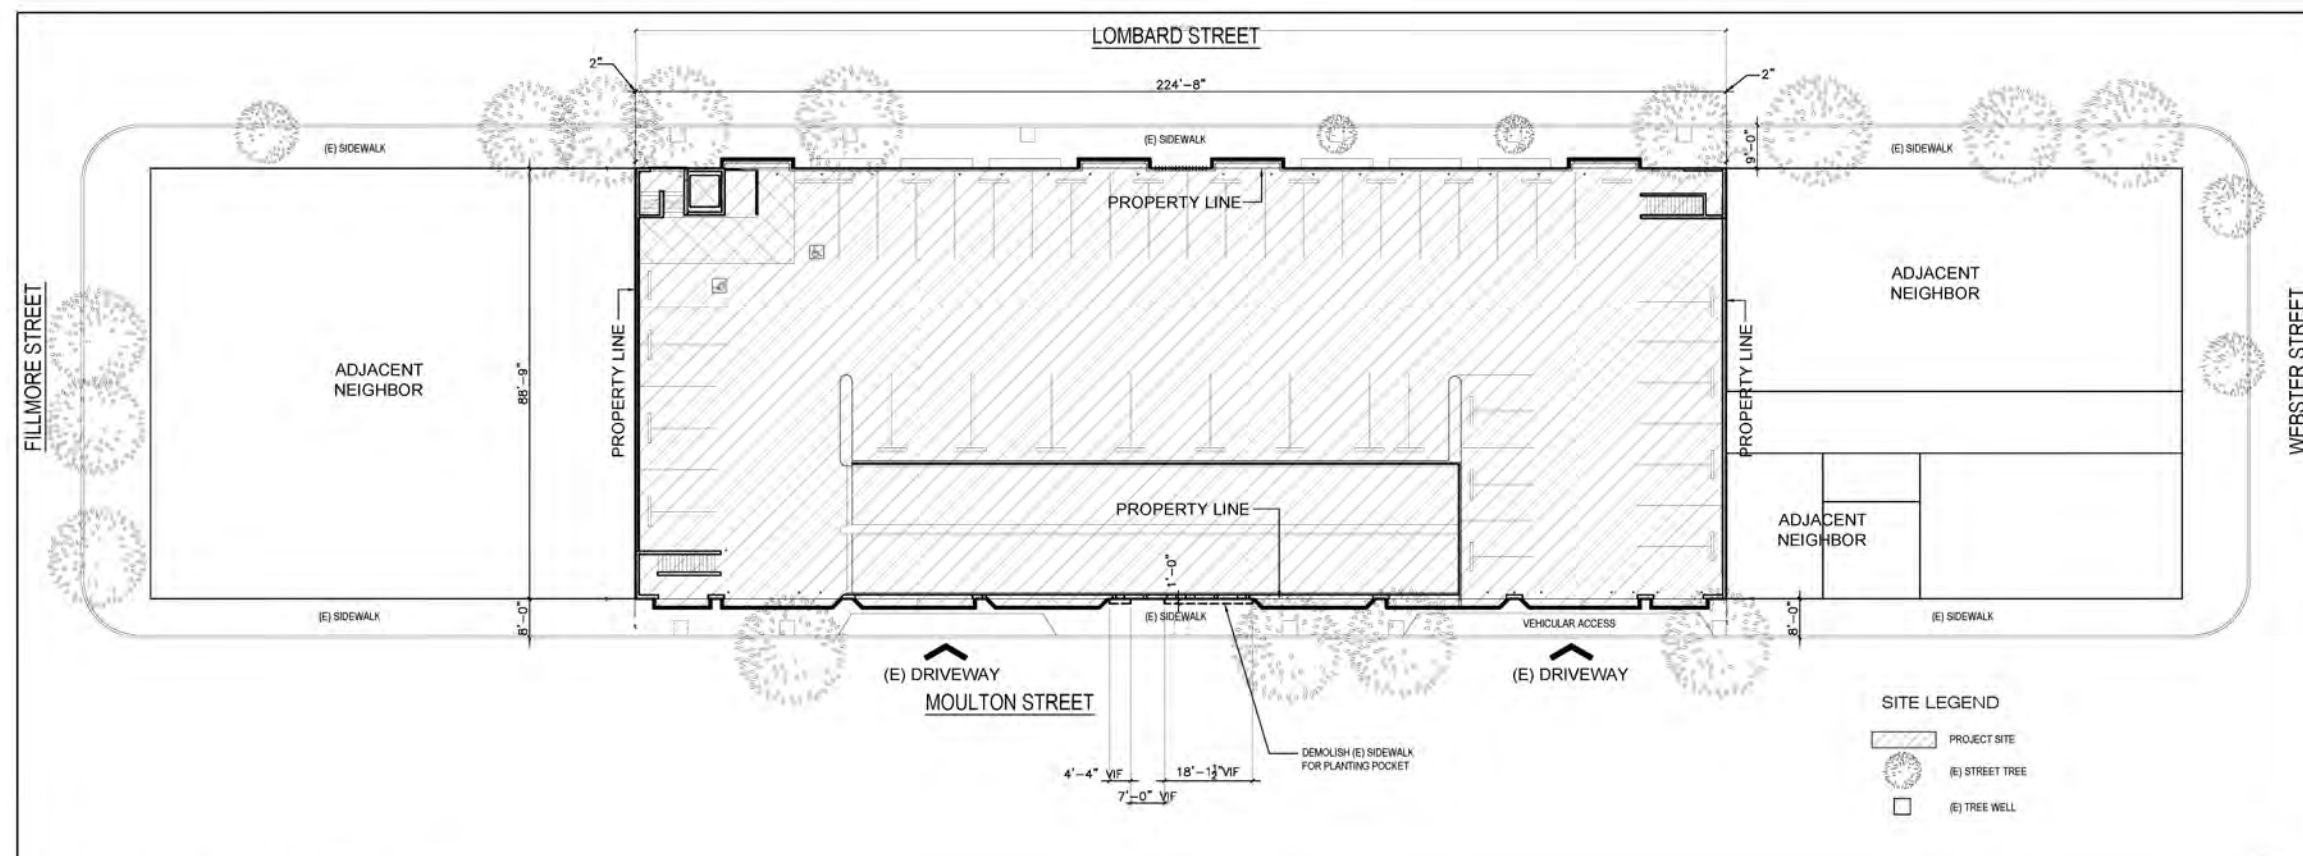 LOMBARD STREET
2"
224'-8"
2"
(E) SIDEWALK
(E) SIDEWALK
9'-0"
(E) SIDEWALK
PROPERTY LINE
FILLMORE STREET
ADJACENT
NEIGHBOR
88'-9"
PROPERTY LINE
PROPERTY LINE
ADJACENT
NEIGHBOR
WEBSTER STREET
PROPERTY LINE
ADJACENT
NEIGHBOR
1'-0"
(E) SIDEWALK
8'-0"
(E) SIDEWALK
VEHICULAR ACCESS
8'-0"
(E) SIDEWALK
(E) DRIVEWAY
(E) DRIVEWAY
MOULTON STREET
DEMOLISH (E) SIDEWALK
FOR PLANTING POCKET
4'-4" VIF
18'-1½" VIF
7'-0" VIF
SITE LEGEND
PROJECT SITE
(E) STREET TREE
(E) TREE WELL